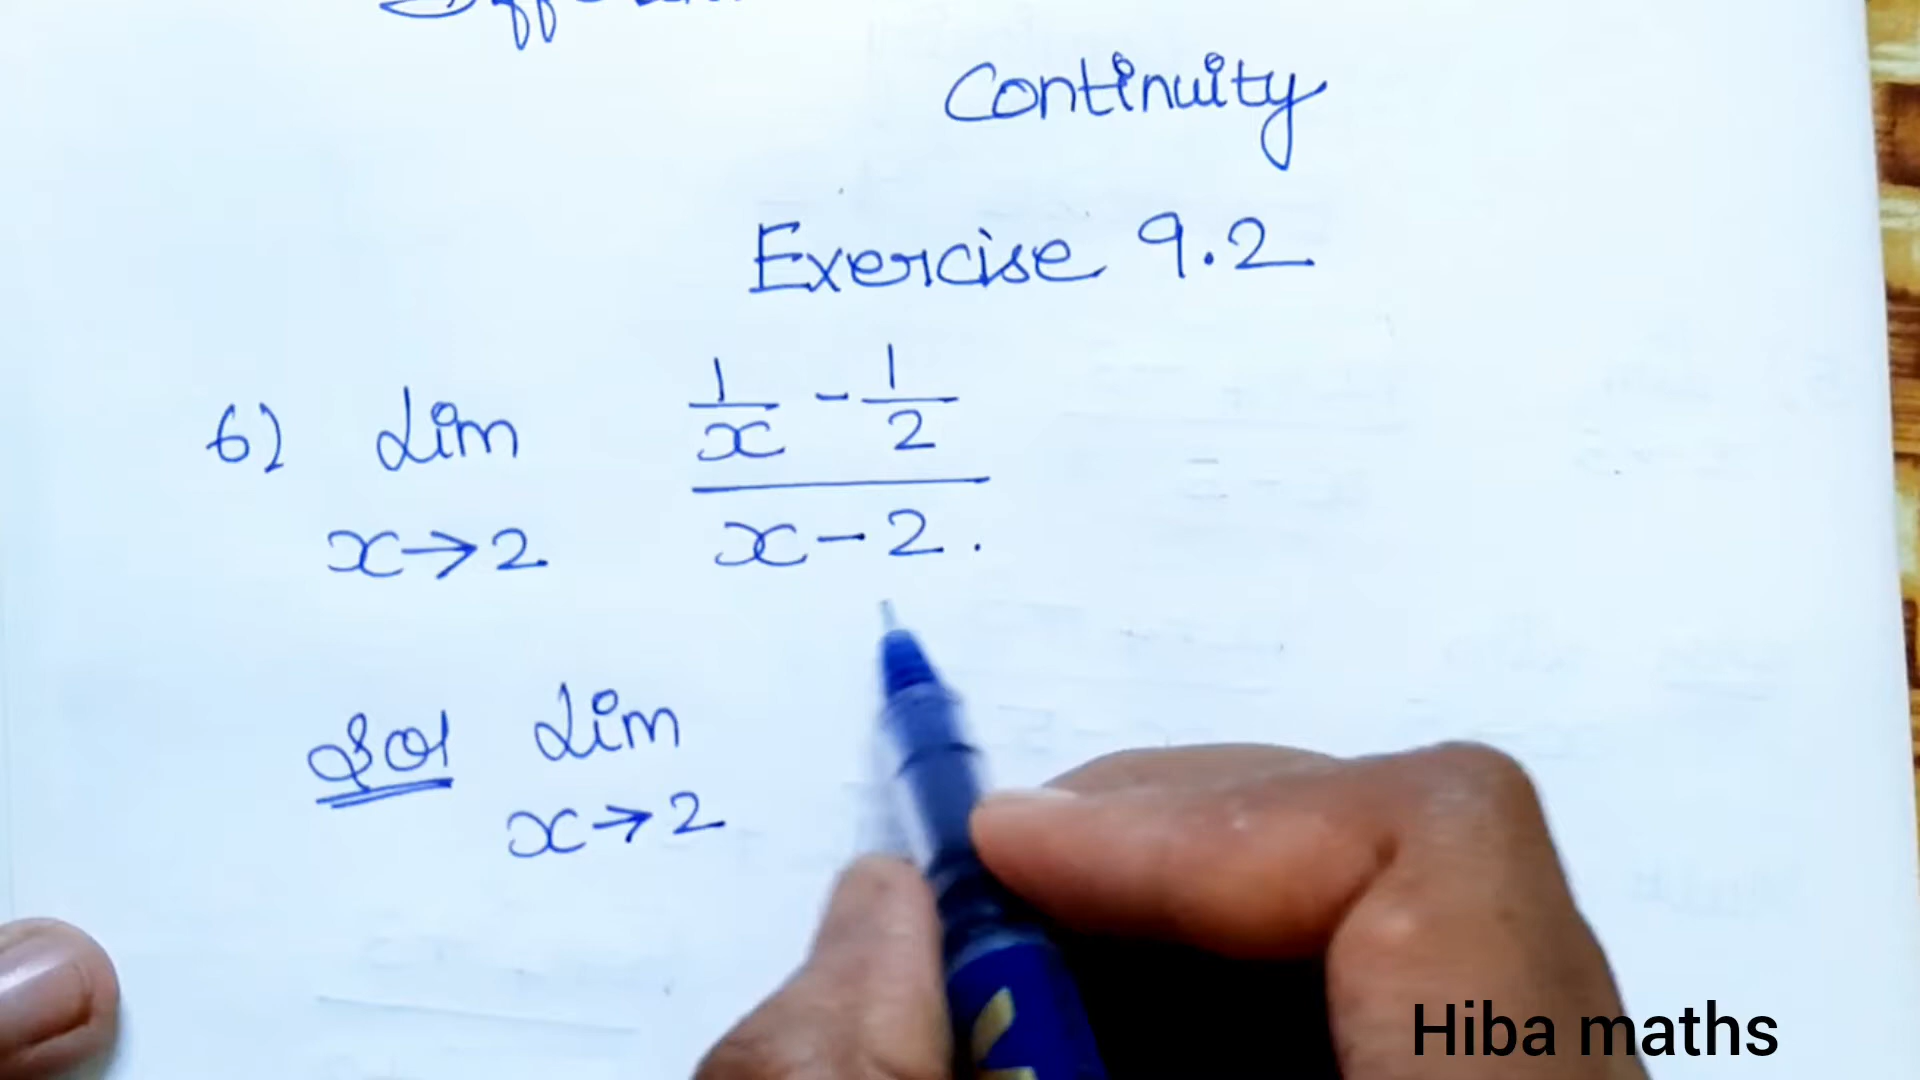 Continuity
Exercise 9.2
6) Lim 1/x - 1/2
x→2 x-2.
Sol Lim
x→2
Hiba maths